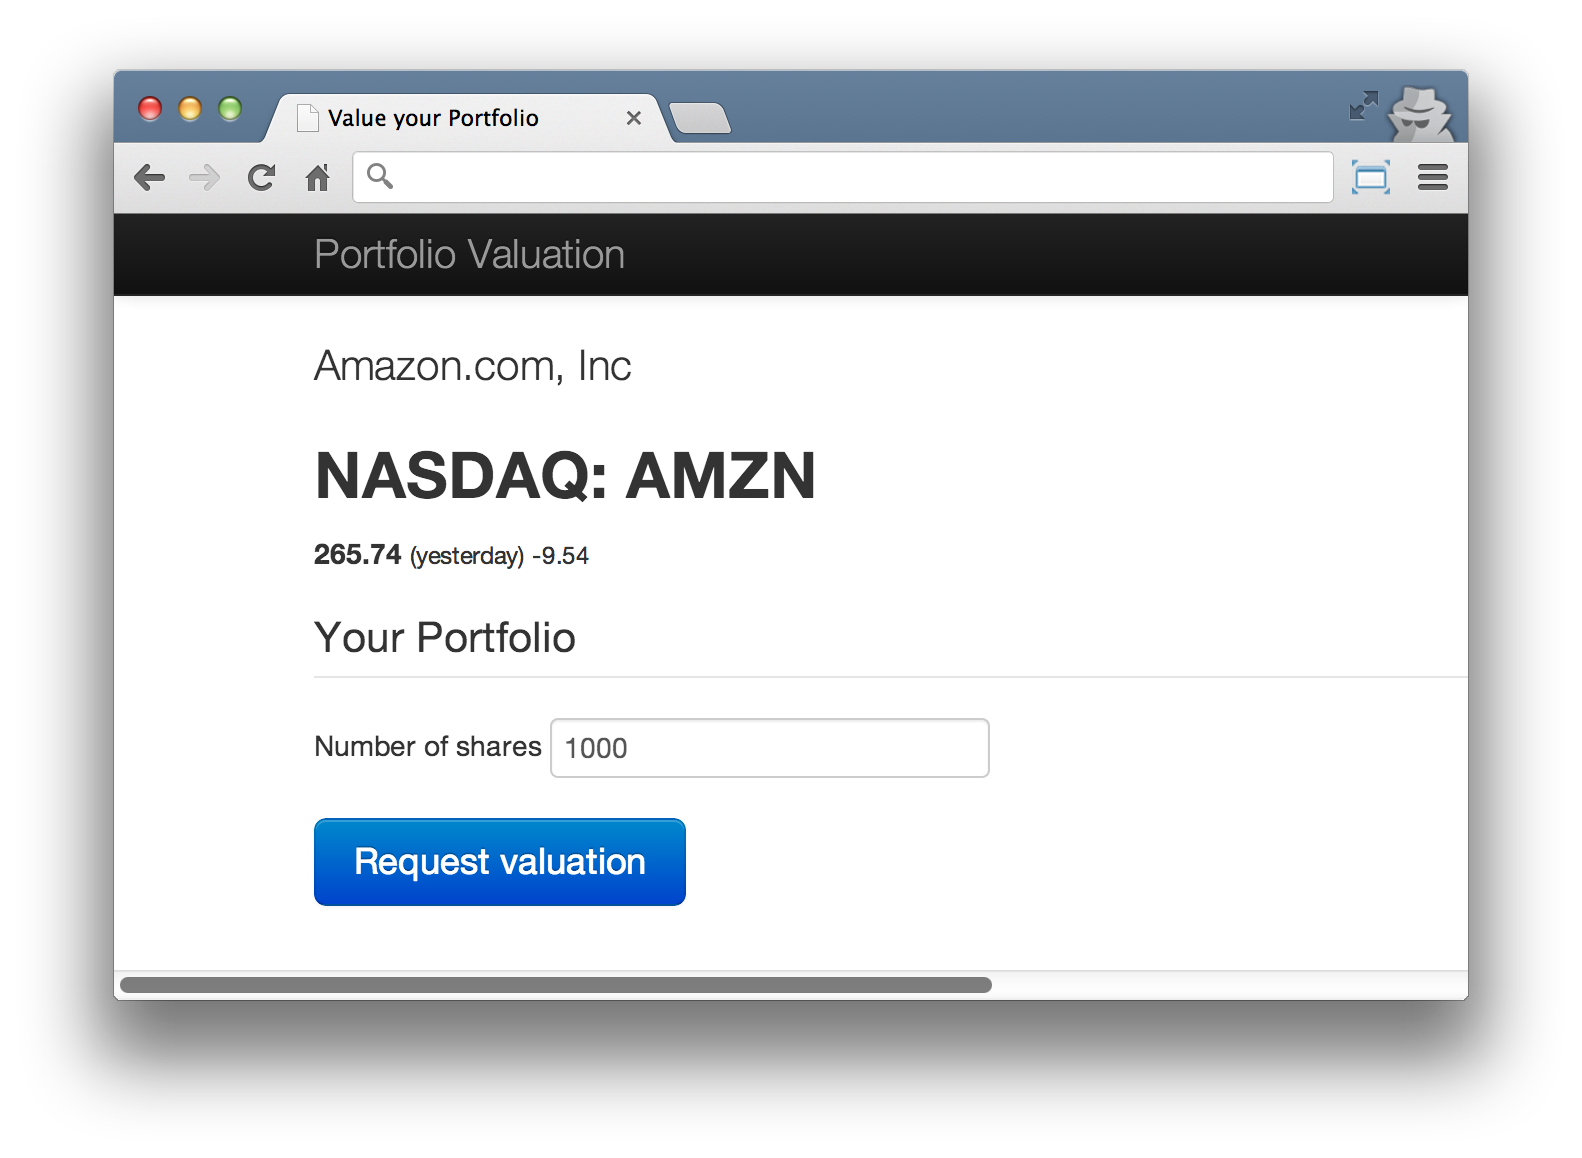 Value your Portfolio
Portfolio Valuation
Amazon.com, Inc
NASDAQ: AMZN
265.74 (yesterday) -9.54
Your Portfolio
Number of shares 1000
Request valuation